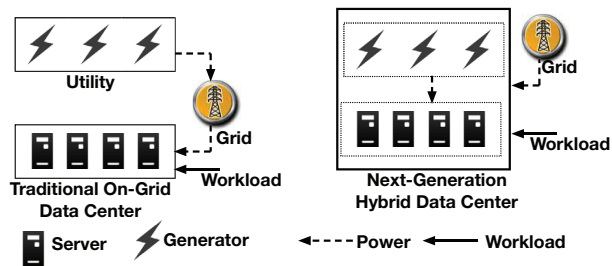 Utility
Grid
Traditional On-Grid
Data Center
Workload
Grid
Workload
Next-Generation
Hybrid Data Center
Server
Generator
Power
Workload